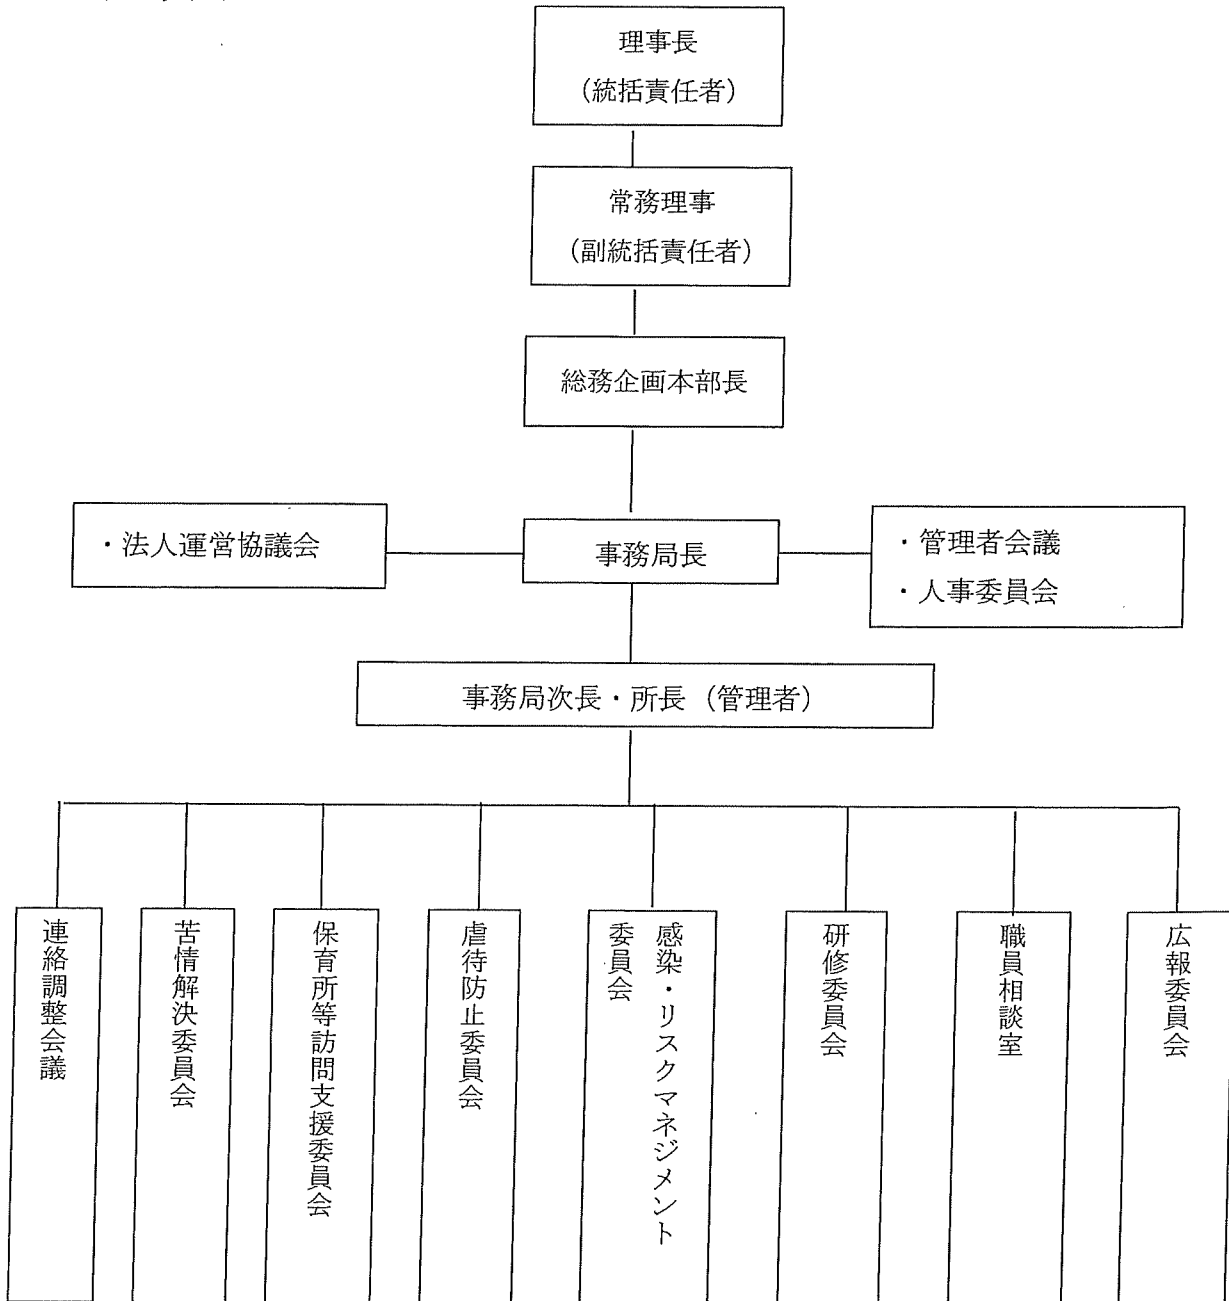 理事長
(統括責任者)
常務理事
(副統括責任者)
総務企画本部長
・法人運営協議会
事務局長
・管理者会議
・人事委員会
事務局次長・所長（管理者）
連絡調整会議
苦情解決委員会
保育所等訪問支援委員会
虐待防止委員会
感染・リスクマネジメント
委員会
研修委員会
職員相談室
広報委員会